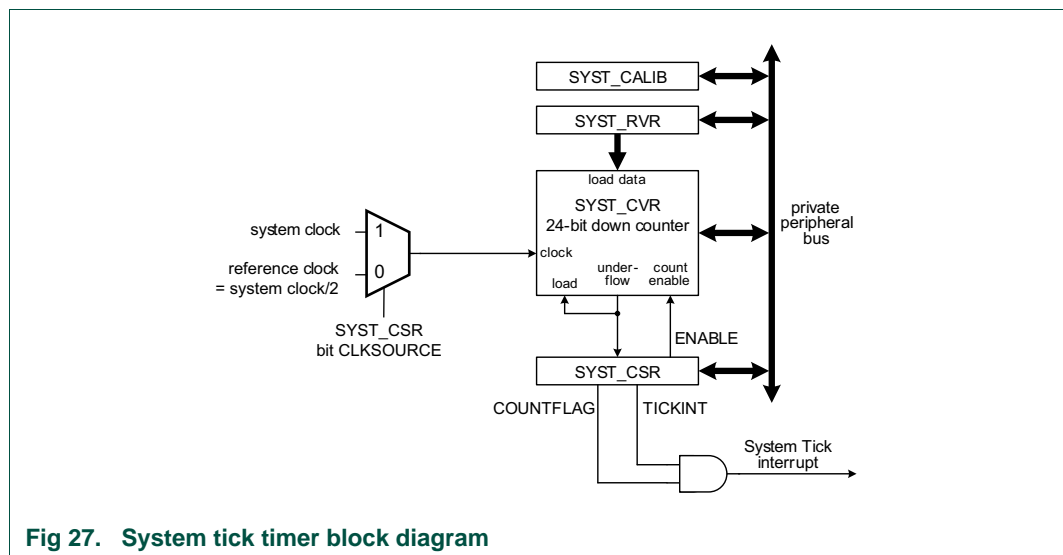 SYST_CALIB
SYST_RVR
load data
SYST_CVR
24-bit down counter
private
peripheral
bus
system clock
1
clock
reference clock
= system clock/2
0
under-
flow
count
enable
load
SYST_CSR
bit CLKSOURCE
ENABLE
SYST_CSR
COUNTFLAG
TICKINT
System Tick
interrupt
Fig 27. System tick timer block diagram